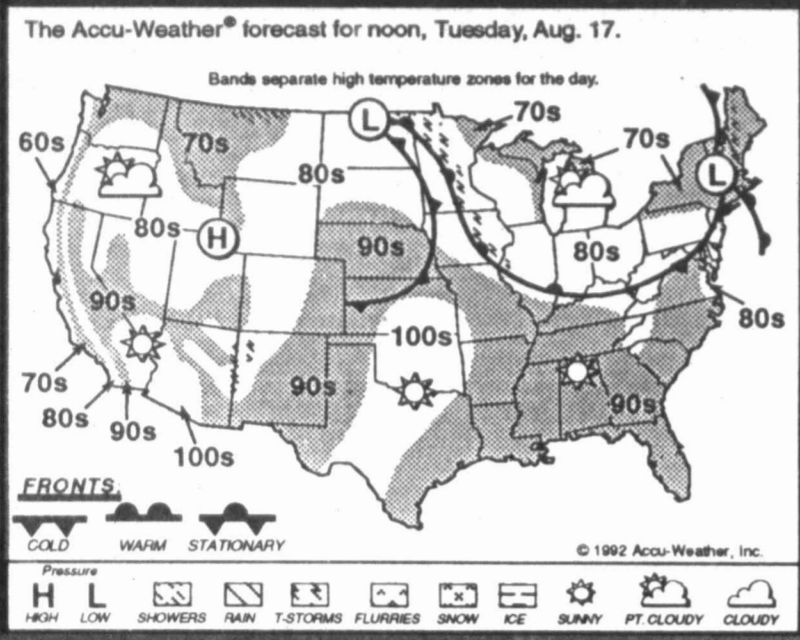 The Accu-Weather® forecast for noon, Tuesday, Aug. 17.
Bands separate high temperature zones for the day.
60s
70s
L
70s
70s
80s
L
80s
H
90s
80s
90s
100s
80s
70s
90s
90s
80s
90s
100s
FRONTS
COLD WARM STATIONARY
© 1992 Accu-Weather, Inc.
Pressure
H L
HIGH LOW SHOWERS RAIN T-STORMS FLURRIES SNOW ICE SUNNY PT. CLOUDY CLOUDY